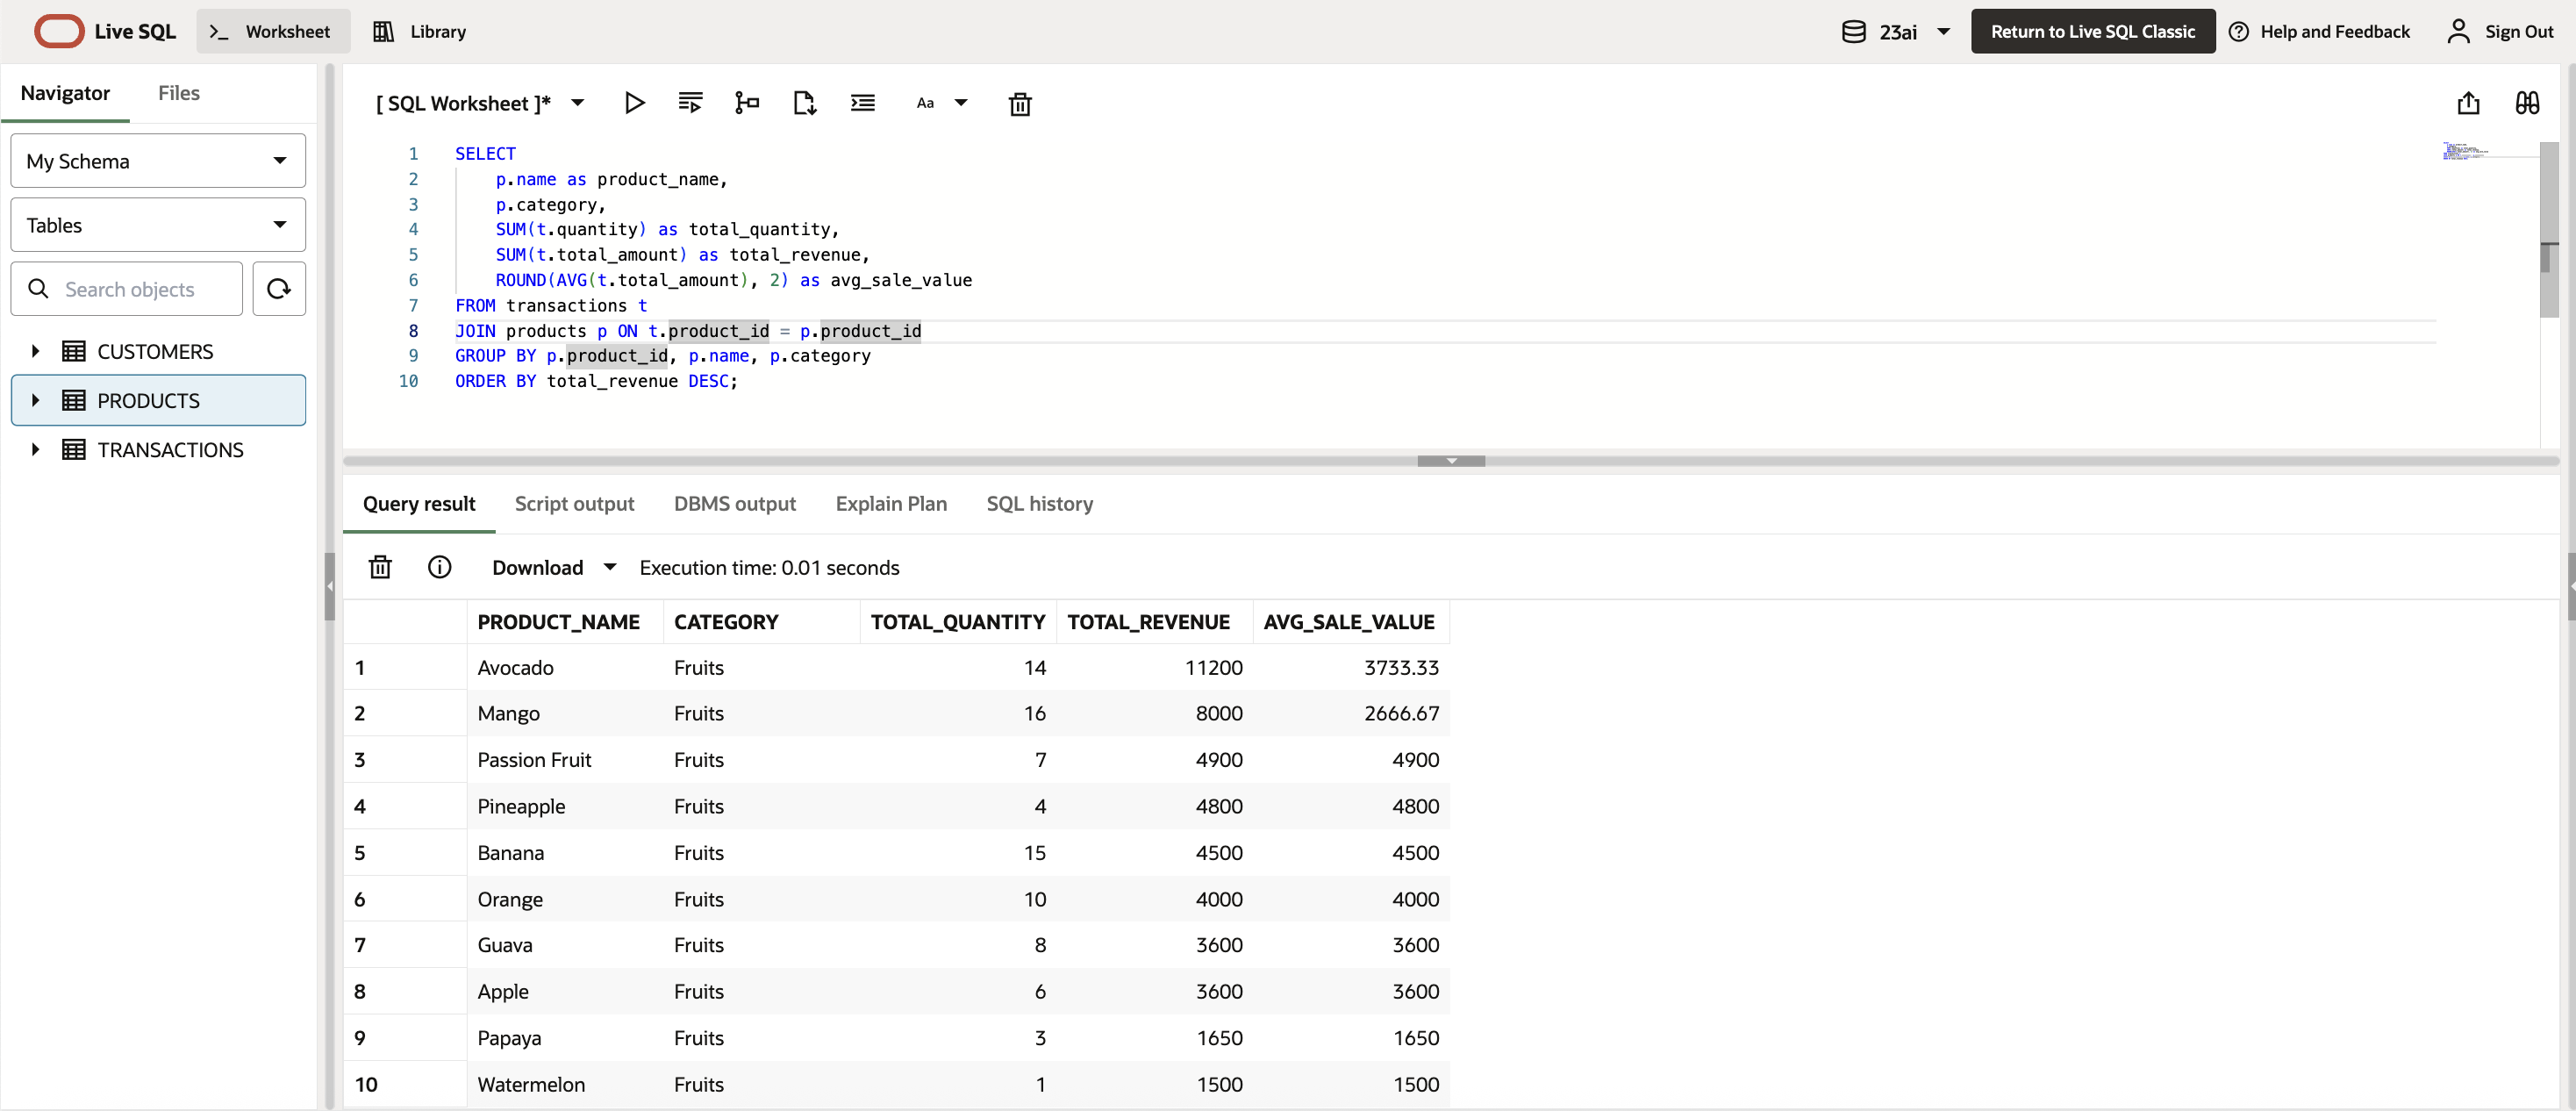 Live SQL Worksheet Library 23ai Return to Live SQL Classic Help and Feedback Sign Out
Navigator Files
My Schema
Tables
Search objects
CUSTOMERS
PRODUCTS
TRANSACTIONS
[ SQL Worksheet ]* Aa
1 SELECT
2 p.name as product_name,
3 p.category,
4 SUM(t.quantity) as total_quantity,
5 SUM(t.total_amount) as total_revenue,
6 ROUND(AVG(t.total_amount), 2) as avg_sale_value
7 FROM transactions t
8 JOIN products p ON t.product_id = p.product_id
9 GROUP BY p.product_id, p.name, p.category
10 ORDER BY total_revenue DESC;
Query result Script output DBMS output Explain Plan SQL history
Download Execution time: 0.01 seconds
PRODUCT_NAME CATEGORY TOTAL_QUANTITY TOTAL_REVENUE AVG_SALE_VALUE
1 Avocado Fruits 14 11200 3733.33
2 Mango Fruits 16 8000 2666.67
3 Passion Fruit Fruits 7 4900 4900
4 Pineapple Fruits 4 4800 4800
5 Banana Fruits 15 4500 4500
6 Orange Fruits 10 4000 4000
7 Guava Fruits 8 3600 3600
8 Apple Fruits 6 3600 3600
9 Papaya Fruits 3 1650 1650
10 Watermelon Fruits 1 1500 1500